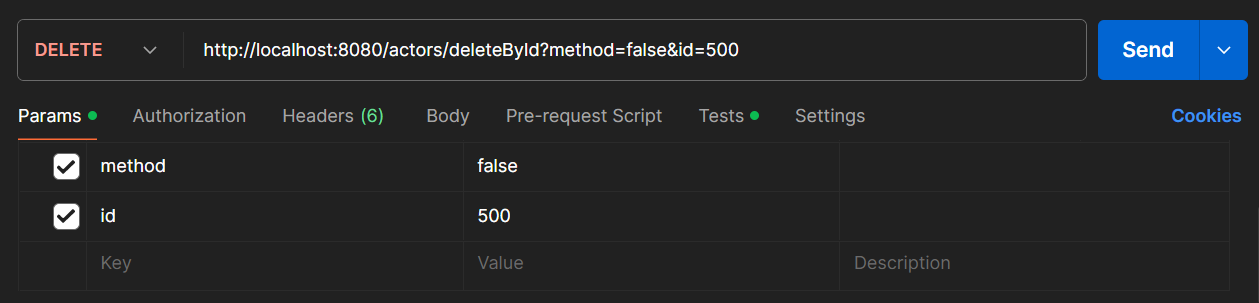 DELETE http://localhost:8080/actors/deleteById?method=false&id=500 Send
Params Authorization Headers (6) Body Pre-request Script Tests Settings Cookies
method false
id 500
Key Value Description